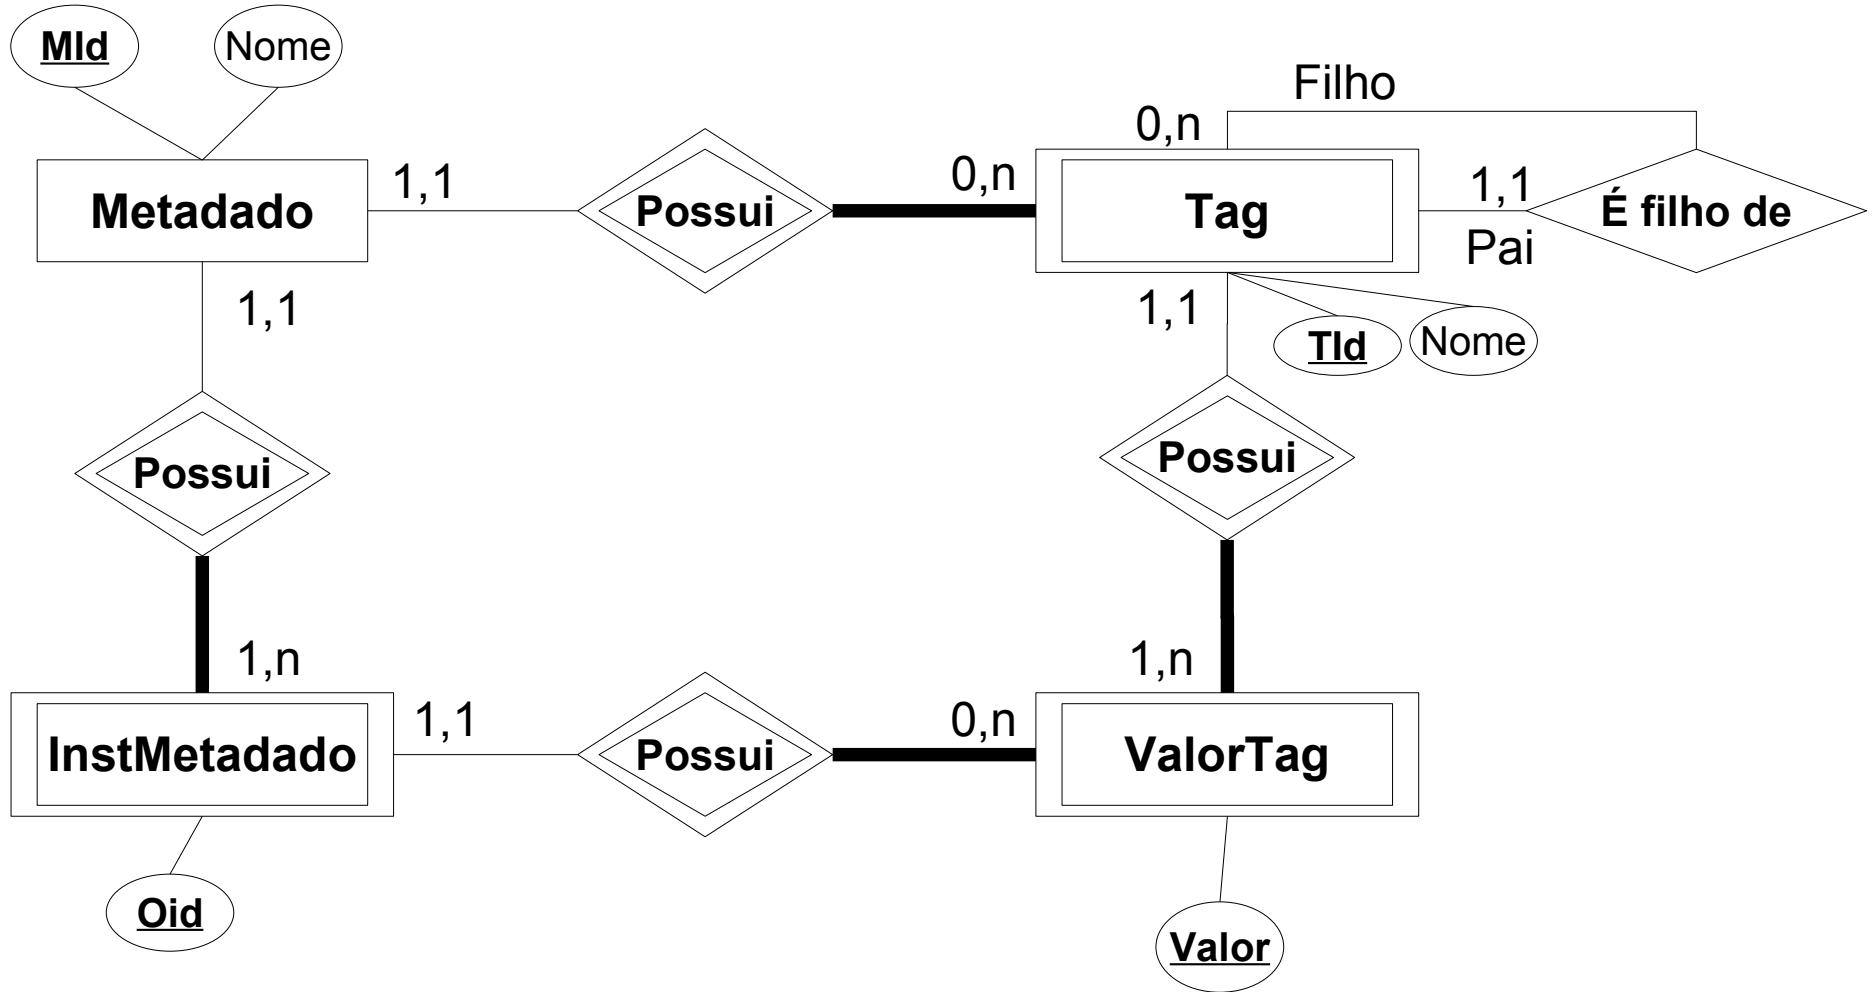 MId
Nome
Filho
0,n
Metadado
1,1
Possui
0,n
Tag
1,1
Pai
É filho de
1,1
1,1
TId
Nome
Possui
Possui
1,n
1,n
InstMetadado
1,1
Possui
0,n
ValorTag
Oid
Valor